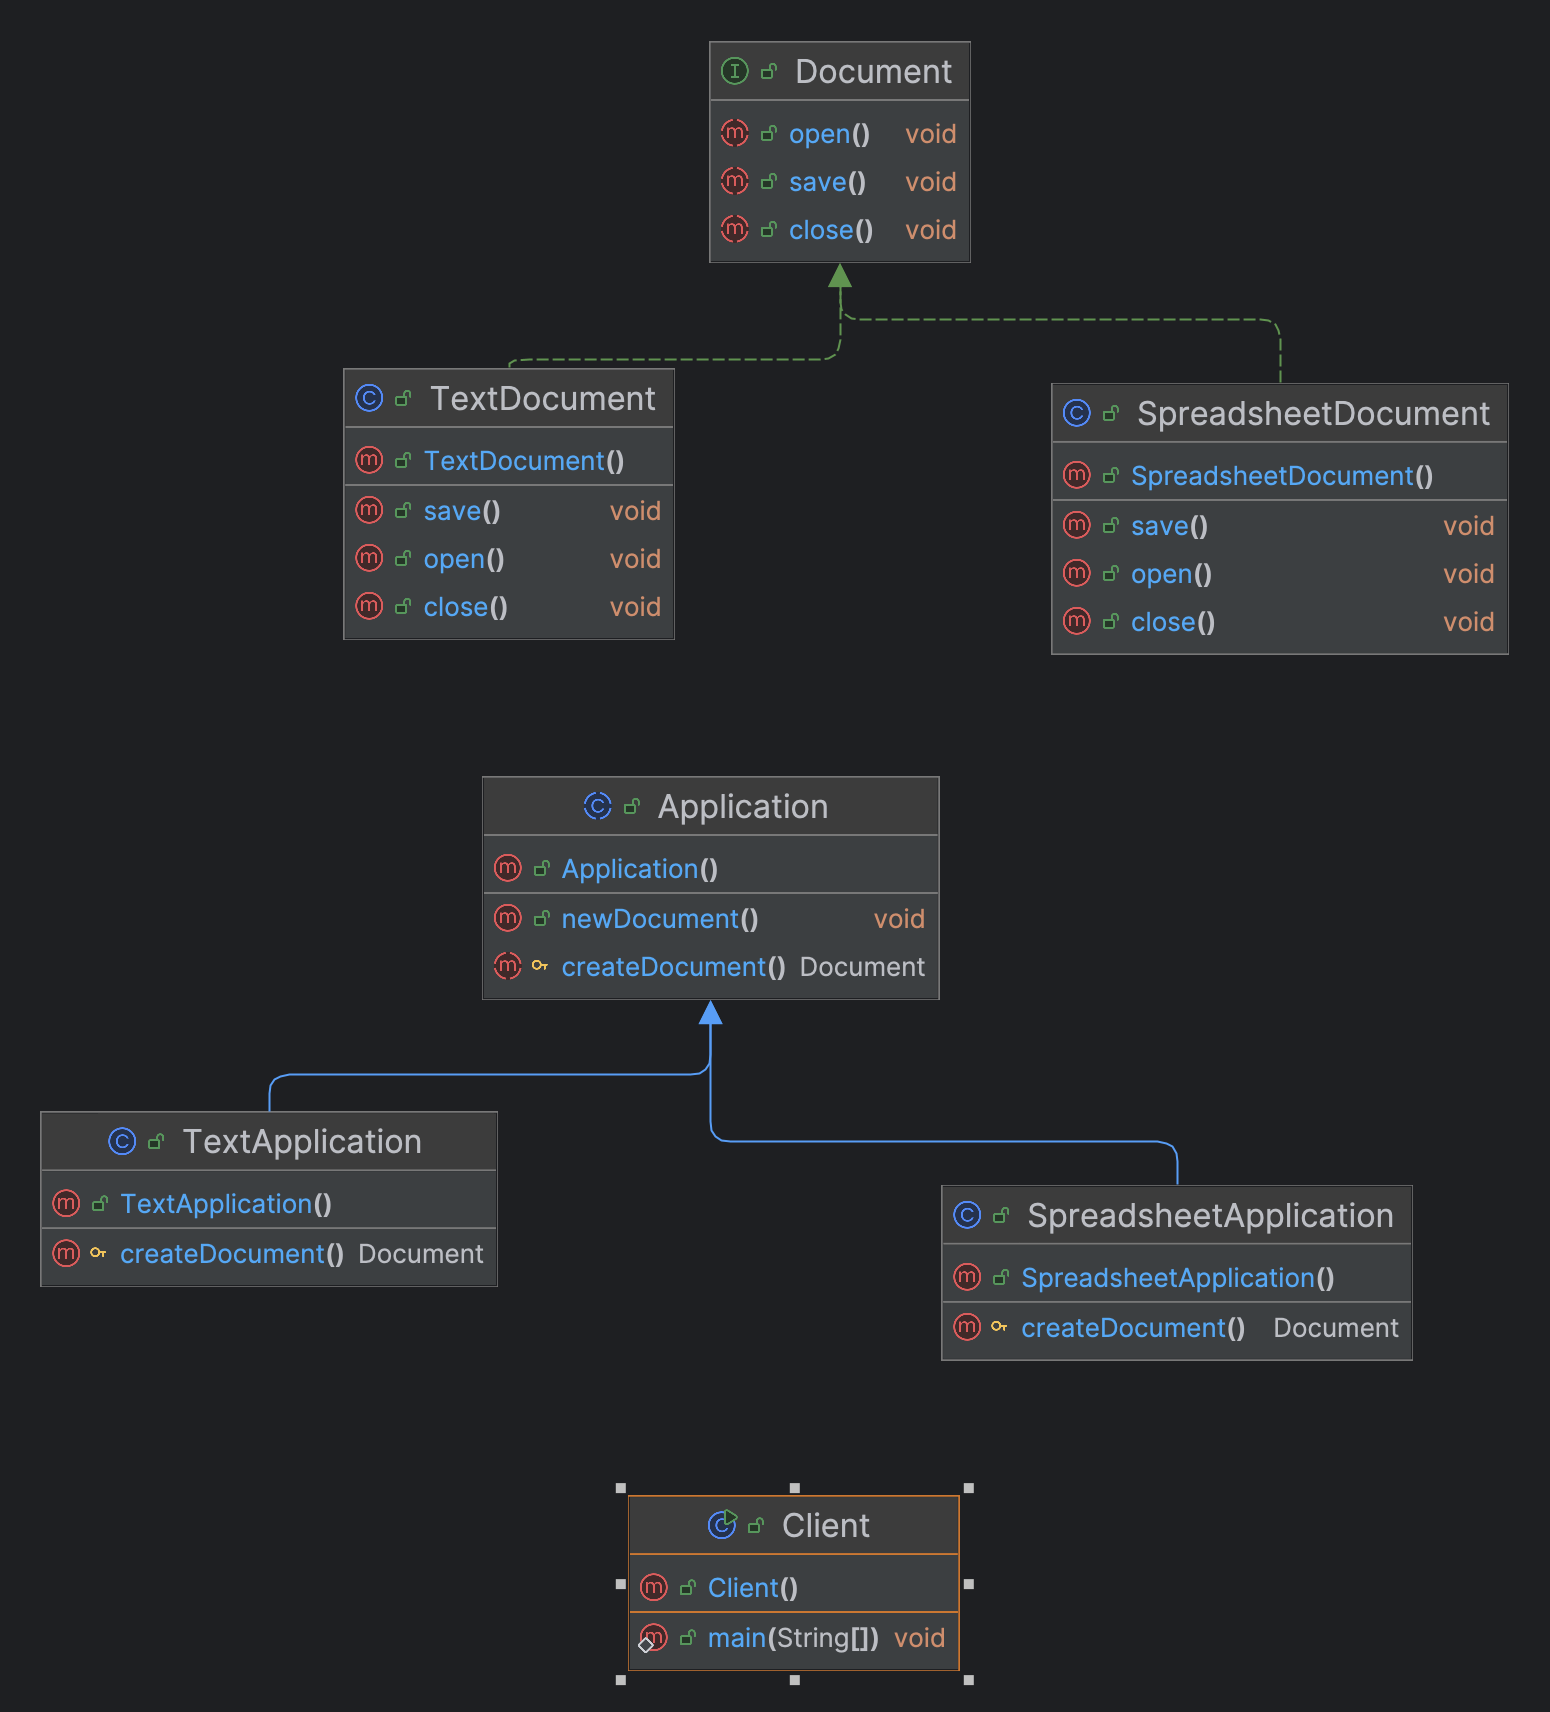 Document
open() void
save() void
close() void
TextDocument
TextDocument()
save() void
open() void
close() void
SpreadsheetDocument
SpreadsheetDocument()
save() void
open() void
close() void
Application
Application()
newDocument() void
createDocument() Document
TextApplication
TextApplication()
createDocument() Document
SpreadsheetApplication
SpreadsheetApplication()
createDocument() Document
Client
Client()
main(String[]) void